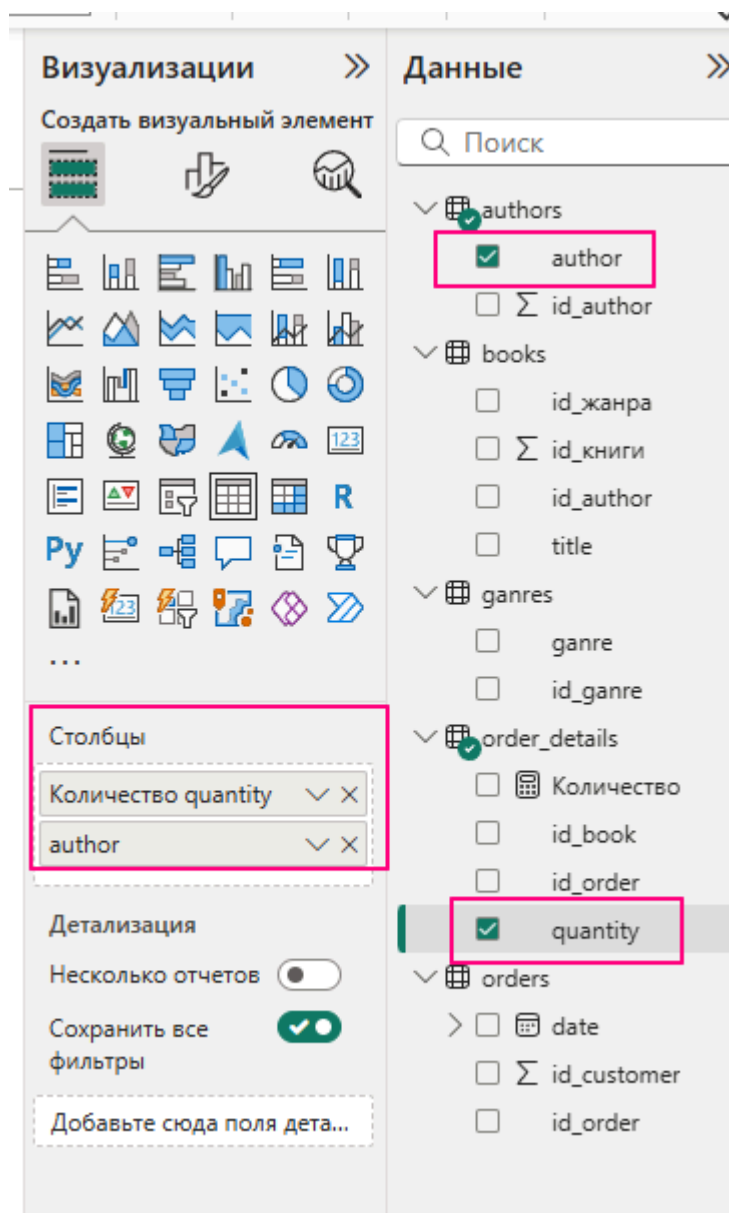 Визуализации
Создать визуальный элемент
123
R
Py
123
...
Столбцы
Количество quantity
author
Детализация
Несколько отчетов
Сохранить все
фильтры
Добавьте сюда поля дета...
Данные
Поиск
authors
author
Σ id_author
books
id_жанра
Σ id_книги
id_author
title
ganres
ganre
id_ganre
order_details
Количество
id_book
id_order
quantity
orders
date
Σ id_customer
id_order